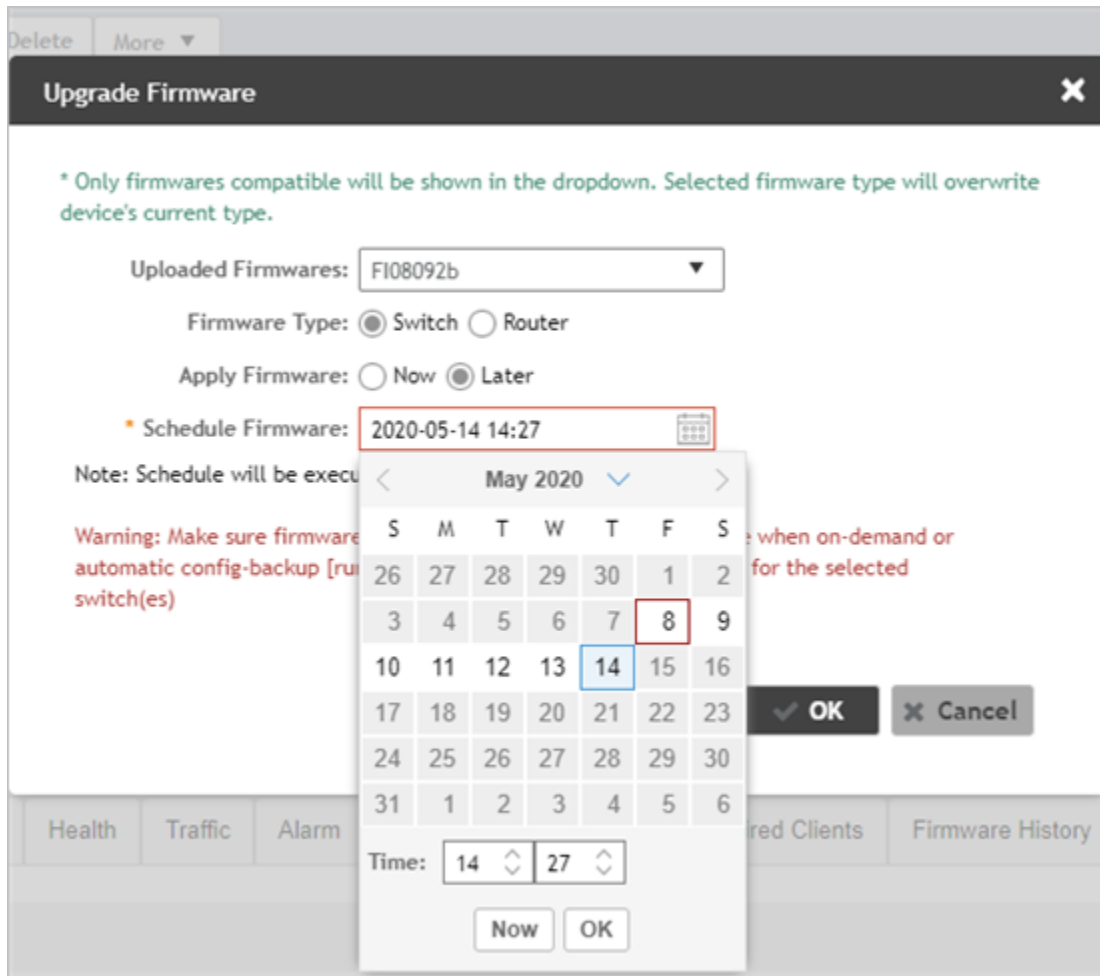 Delete More
Upgrade Firmware
* Only firmwares compatible will be shown in the dropdown. Selected firmware type will overwrite
device's current type.
Uploaded Firmwares: FI08092b
Firmware Type: Switch Router
Apply Firmware: Now Later
* Schedule Firmware: 2020-05-14 14:27
Note: Schedule will be
May 2020
Warning: Make sure firmware when on-demand or
S M T W T F S
automatic config-backup for the selected
26 27 28 29 30 1 2
switch(es)
3 4 5 6 7 8 9
10 11 12 13 14 15 16
17 18 19 20 21 22 23
OK Cancel
24 25 26 27 28 29 30
31 1 2 3 4 5 6
Health Traffic Alarm Clients Firmware History
Time: 14 27
Now OK